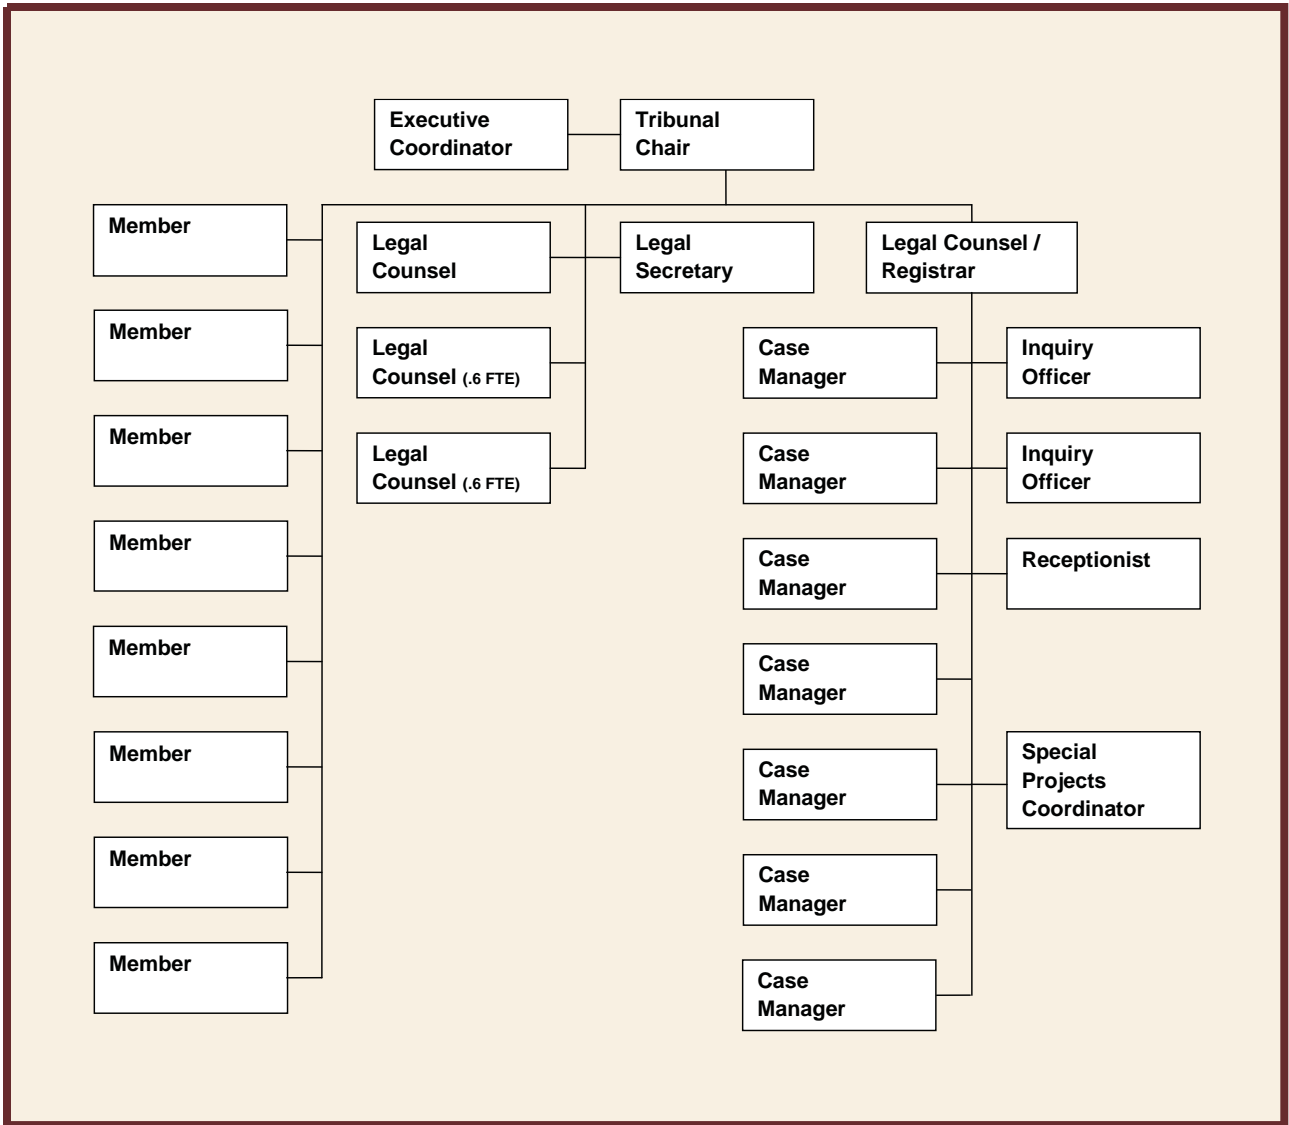 Executive
Coordinator
Tribunal
Chair
Member
Member
Member
Member
Member
Member
Member
Member
Legal
Counsel
Legal
Counsel (.6 FTE)
Legal
Counsel (.6 FTE)
Legal
Secretary
Legal Counsel /
Registrar
Case
Manager
Case
Manager
Case
Manager
Case
Manager
Case
Manager
Case
Manager
Case
Manager
Inquiry
Officer
Inquiry
Officer
Receptionist
Special
Projects
Coordinator